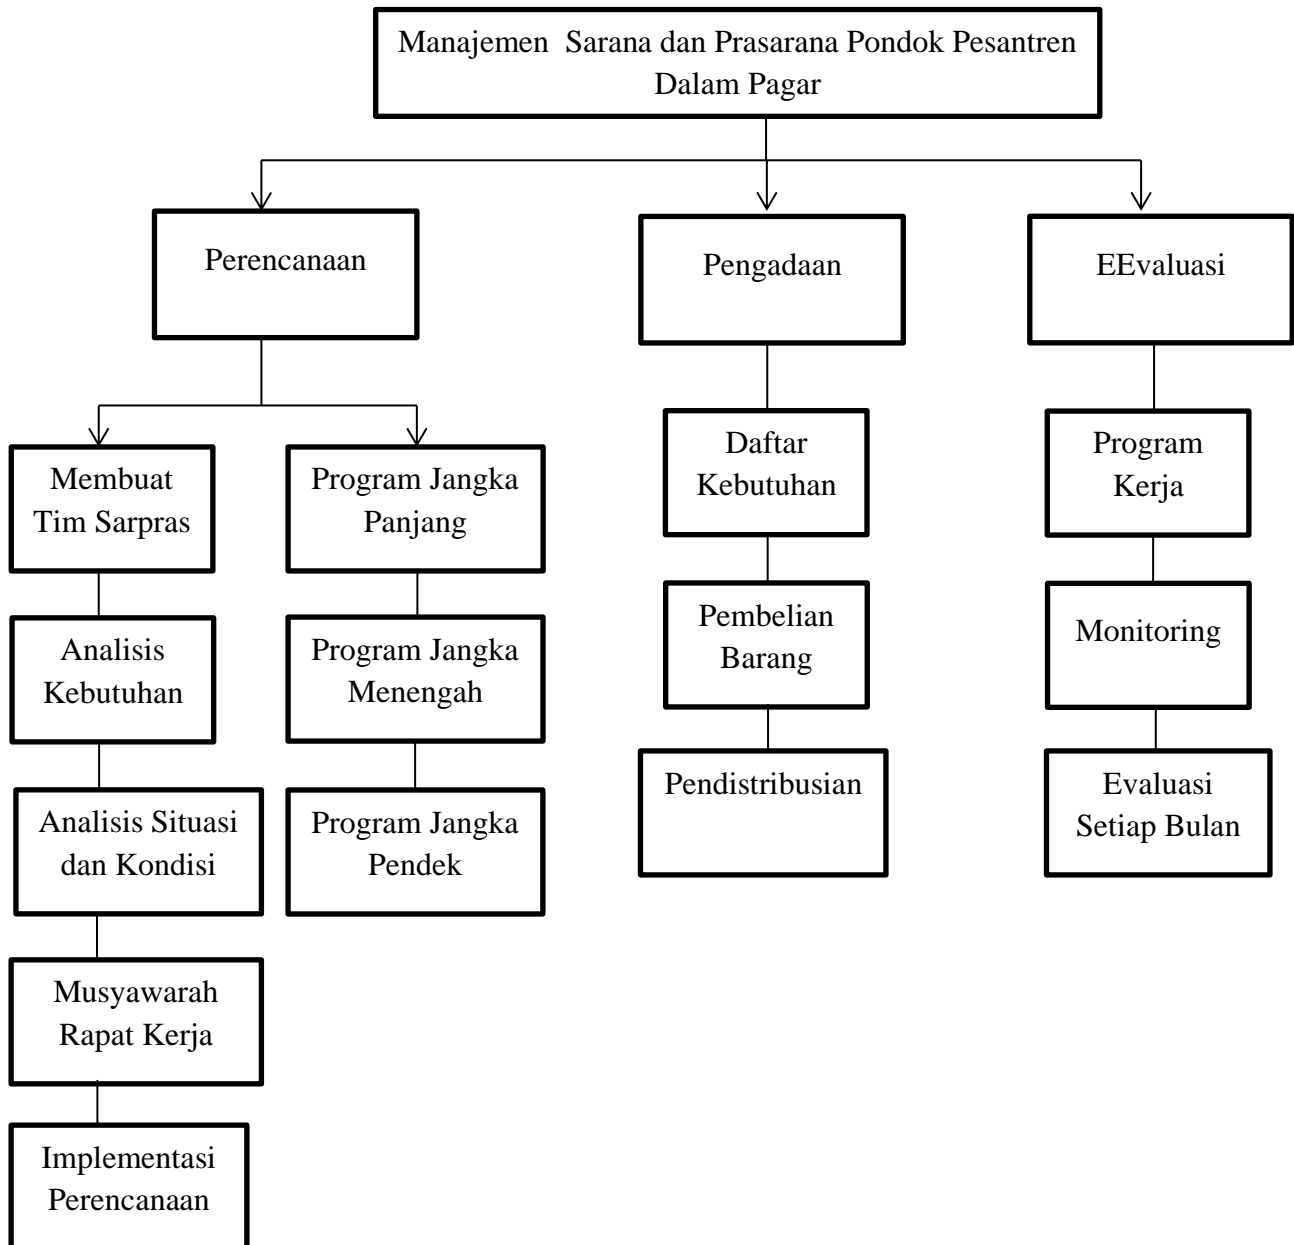 Manajemen  Sarana dan Prasarana Pondok Pesantren
Dalam Pagar
Perencanaan
Pengadaan
EEvaluasi
Membuat
Tim Sarpras
Program Jangka
Panjang
Daftar
Kebutuhan
Program
Kerja
Analisis
Kebutuhan
Program Jangka
Menengah
Pembelian
Barang
Monitoring
Analisis Situasi
dan Kondisi
Program Jangka
Pendek
Pendistribusian
Evaluasi
Setiap Bulan
Musyawarah
Rapat Kerja
Implementasi
Perencanaan